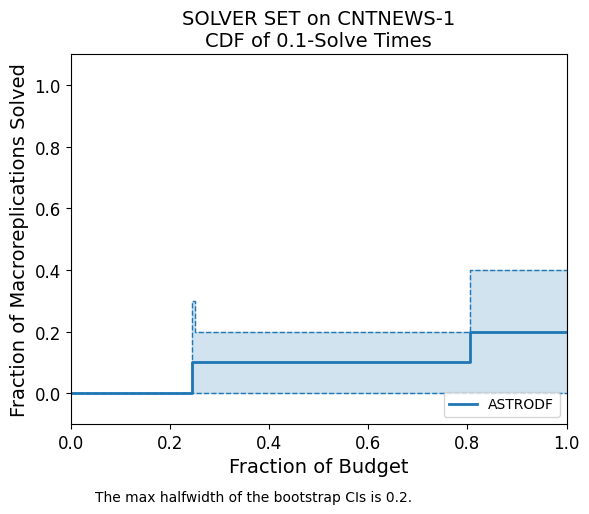 SOLVER SET on CNTNEWS-1
CDF of 0.1-Solve Times
Fraction of Macroreplications Solved
1.0
0.8
0.6
0.4
0.2
0.0
ASTRODF
0.0 0.2 0.4 0.6 0.8 1.0
Fraction of Budget
The max halfwidth of the bootstrap CIs is 0.2.